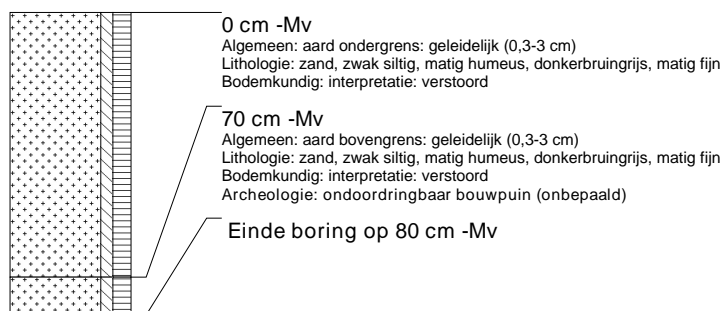 0 cm -Mv
Algemeen: aard ondergrens: geleidelijk (0,3-3 cm)
Lithologie: zand, zwak siltig, matig humeus, donkerbruingrijs, matig fijn
Bodemkundig: interpretatie: verstoord
70 cm -Mv
Algemeen: aard bovengrens: geleidelijk (0,3-3 cm)
Lithologie: zand, zwak siltig, matig humeus, donkerbruingrijs, matig fijn
Bodemkundig: interpretatie: verstoord
Archeologie: ondoordringbaar bouwpuin (onbepaald)
Einde boring op 80 cm -Mv